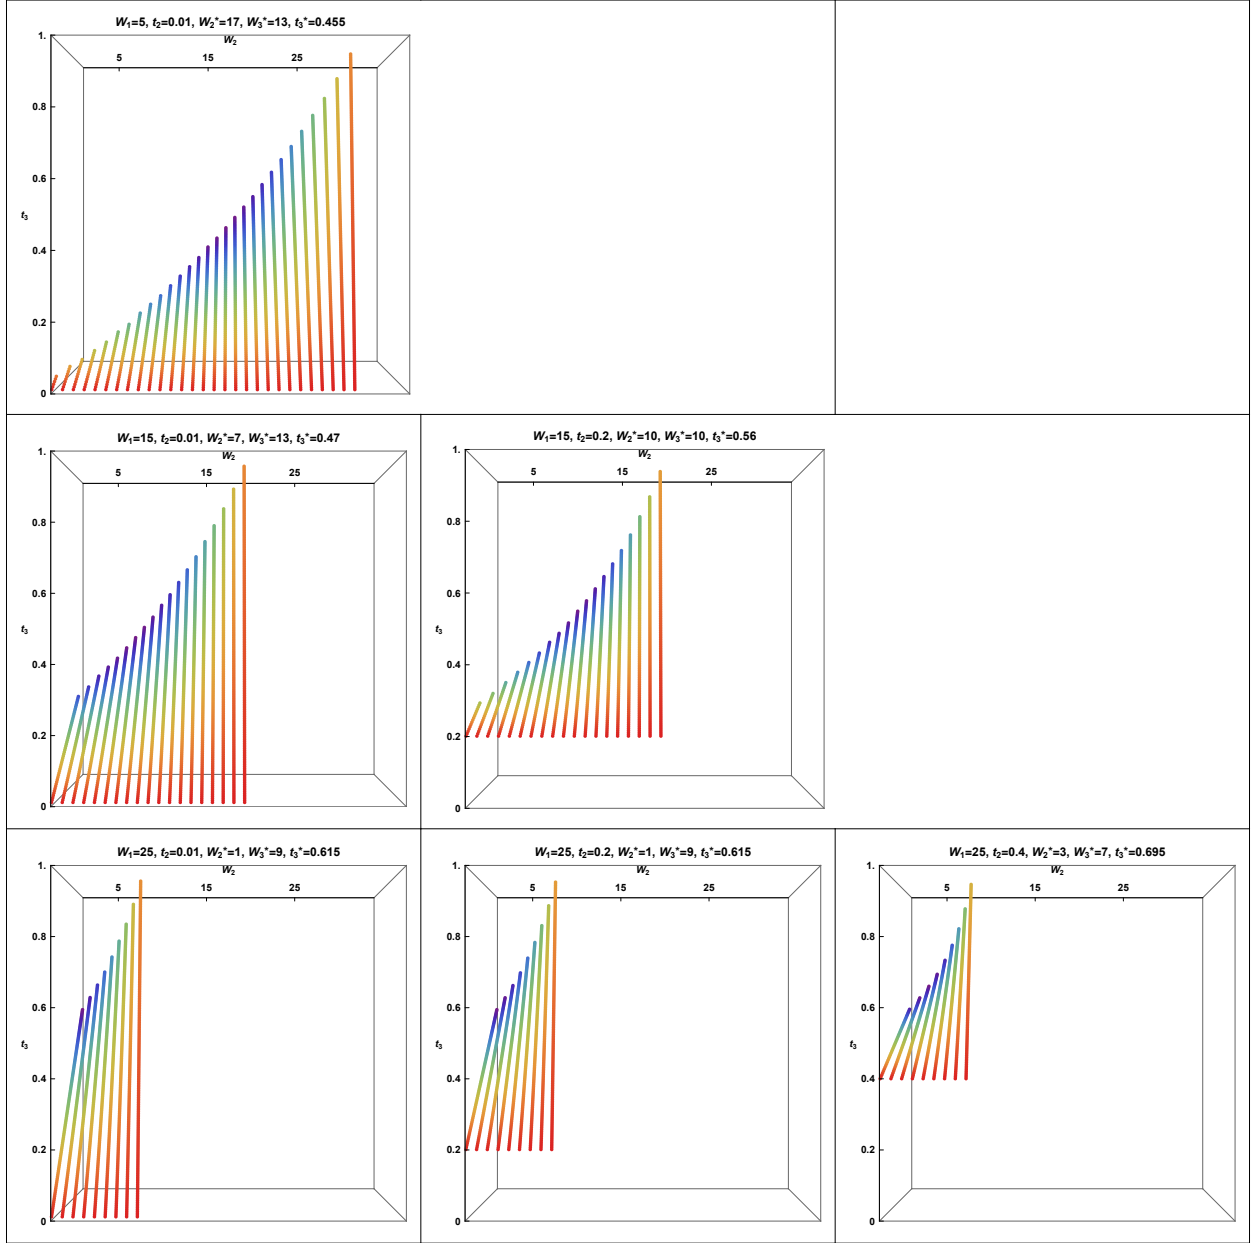 W₁=5, t₂=0.01, W₂*=17, W₃*=13, t₃*=0.455
W₂
5 15 25
1.
0.8
0.6
t₃
0.4
0.2
0
W₁=15, t₂=0.01, W₂*=7, W₃*=13, t₃*=0.47
W₂
5 15 25
1.
0.8
0.6
t₃
0.4
0.2
0
W₁=15, t₂=0.2, W₂*=10, W₃*=10, t₃*=0.56
W₂
5 15 25
1.
0.8
0.6
t₃
0.4
0.2
0
W₁=25, t₂=0.01, W₂*=1, W₃*=9, t₃*=0.615
W₂
5 15 25
1.
0.8
0.6
t₃
0.4
0.2
0
W₁=25, t₂=0.2, W₂*=1, W₃*=9, t₃*=0.615
W₂
5 15 25
1.
0.8
0.6
t₃
0.4
0.2
0
W₁=25, t₂=0.4, W₂*=3, W₃*=7, t₃*=0.695
W₂
5 15 25
1.
0.8
0.6
t₃
0.4
0.2
0